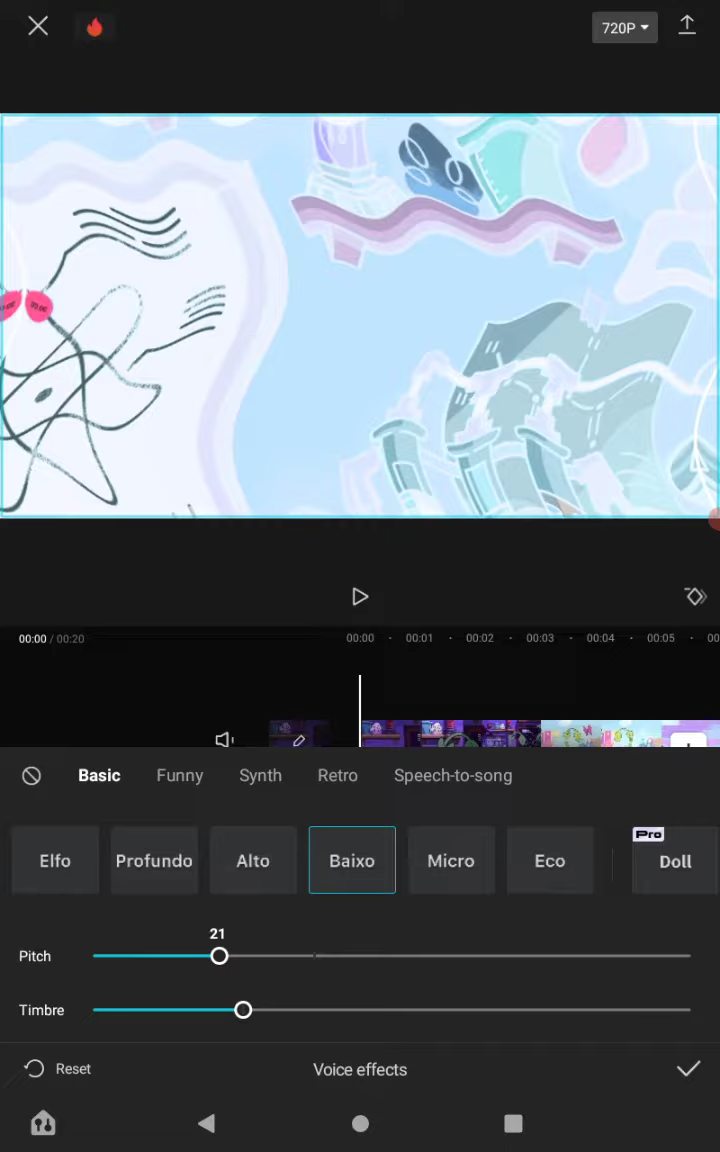 720P
00:00 / 00:20
00:00 00:01 00:02 00:03 00:04 00:05 00
Basic Funny Synth Retro Speech-to-song
Pro
Elfo Profundo Alto Baixo Micro Eco Doll
21
Pitch
Timbre
Reset Voice effects